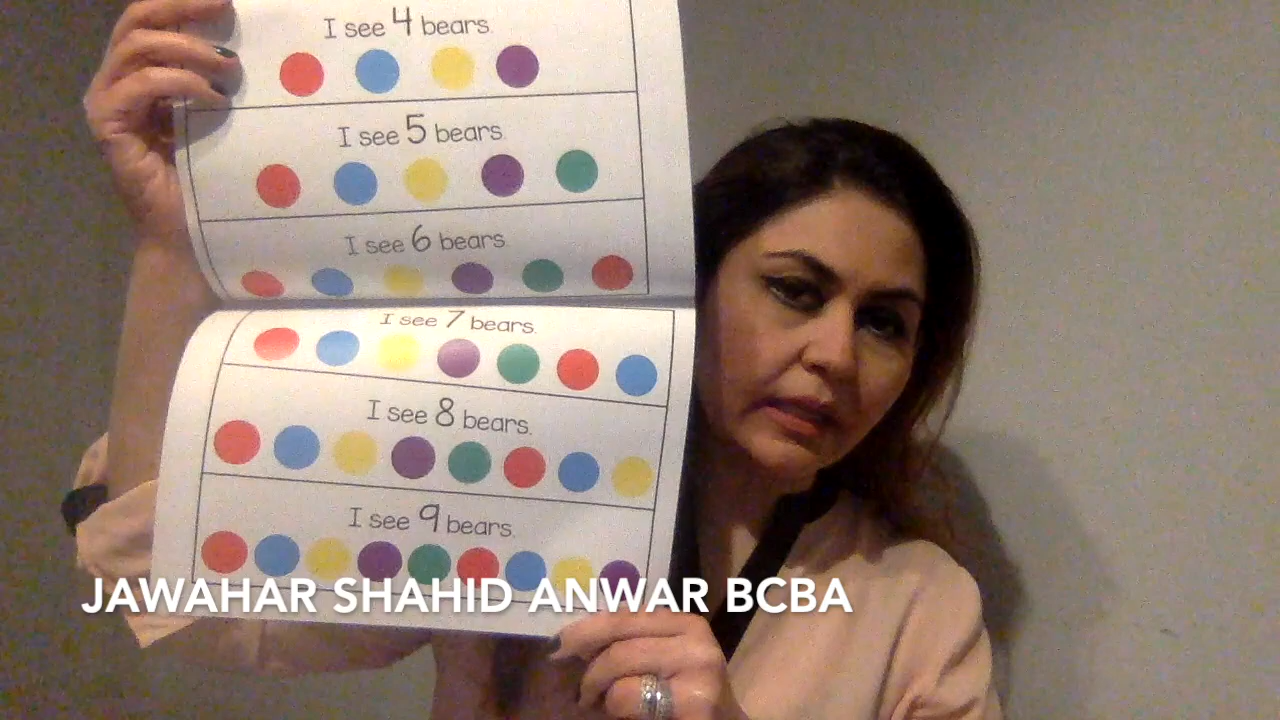 I see 4 bears.
I see 5 bears.
I see 6 bears.
I see 7 bears.
I see 8 bears.
I see 9 bears.
JAWAHAR SHAHID ANWAR BCBA